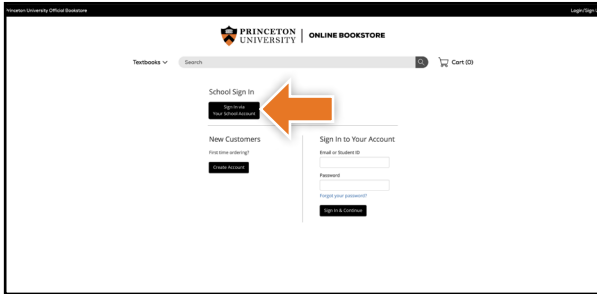 Princeton University Official Bookstore
Login/Sign
PRINCETON
UNIVERSITY
ONLINE BOOKSTORE
Textbooks
Search
Cart (0)
School Sign In
Sign In via
Your School Account
New Customers
First time ordering?
Create Account
Sign In to Your Account
Email or Student ID
Password
Forgot your password?
Sign In & Continue